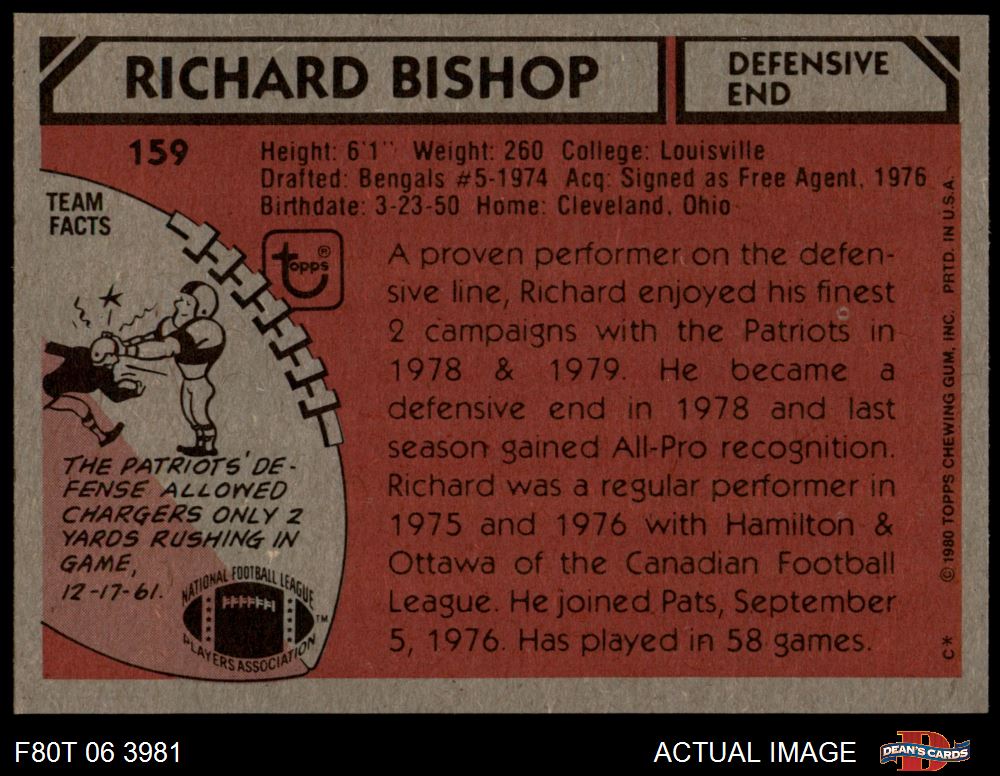 RICHARD BISHOP
DEFENSIVE
END
159
Height: 6'1" Weight: 260 College: Louisville
Drafted: Bengals #5-1974 Acq: Signed as Free Agent, 1976
Birthdate: 3-23-50 Home: Cleveland, Ohio
TEAM
FACTS
topps®
A proven performer on the defen-
sive line, Richard enjoyed his finest
2 campaigns with the Patriots in
1978 & 1979. He became a
defensive end in 1978 and last
season gained All-Pro recognition.
Richard was a regular performer in
1975 and 1976 with Hamilton &
Ottawa of the Canadian Football
League. He joined Pats, September
5, 1976. Has played in 58 games.
THE PATRIOTS' DE-
FENSE ALLOWED
CHARGERS ONLY 2
YARDS RUSHING IN
GAME,
12-17-61.
NATIONAL FOOTBALL LEAGUE
PLAYERS ASSOCIATION
TM
C* © 1980 TOPPS CHEWING GUM, INC. PRTD. IN U.S.A.
F80T 06 3981
ACTUAL IMAGE
D
DEAN'S CARDS